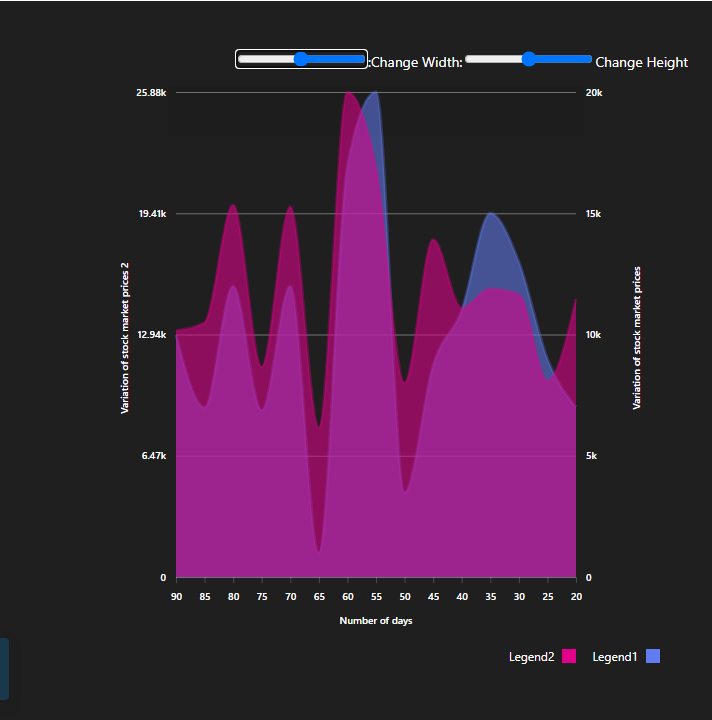 :Change Width: Change Height
25.88k
19.41k
12.94k
6.47k
0
Variation of stock market prices 2
20k
15k
10k
5k
0
Variation of stock market prices
90 85 80 75 70 65 60 55 50 45 40 35 30 25 20
Number of days
Legend2 Legend1